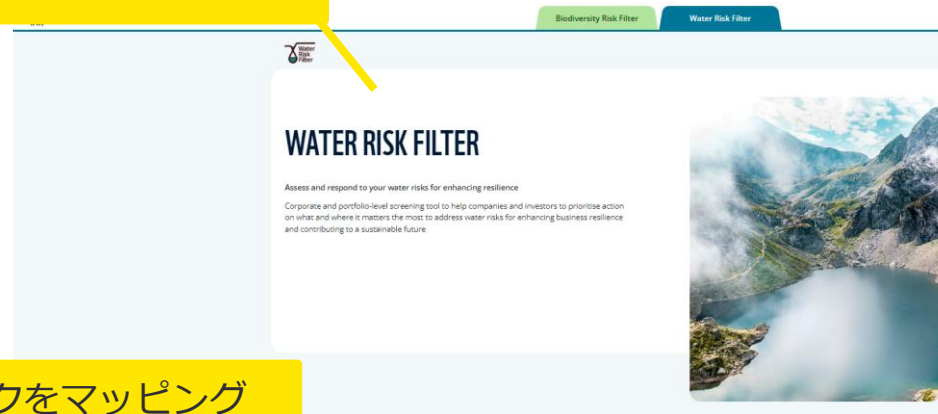 Biodiversity Risk Filter
Water Risk Filter
Water
Risk
Filter
WATER RISK FILTER
Assess and respond to your water risks for enhancing resilience
Corporate and portfolio-level screening tool to help companies and investors to prioritise action
on what and where it matters the most to address water risks for enhancing business resilience
and contributing to a sustainable future
クをマッピング